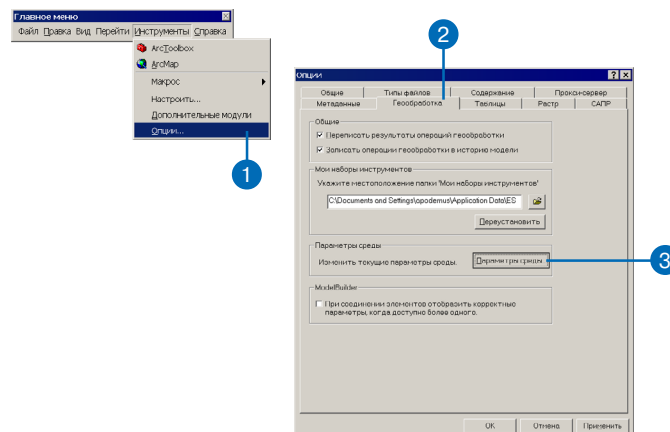 Главное меню
Файл Правка Вид Перейти Инструменты Справка
ArcToolbox
ArcMap
Макрос
Настроить...
Дополнительные модули
Опции...
1
2
Опции
Общие Типы файлов Содержание Прокси-сервер
Метаданные Геообработка Таблицы Растр САПР
Общие
Переписать результаты операций геообработки
Записать операции геообработки в историю модели
Мои наборы инструментов
Укажите местоположение папки 'Мои наборы инструментов'
C:\Documents and Settings\apodemus\Application Data\ES
Переустановить
Параметры среды
Изменить текущие параметры среды.
Параметры среды
3
ModelBuilder
При соединении элементов отобразить корректные
параметры, когда доступно более одного.
OK Отмена Применить